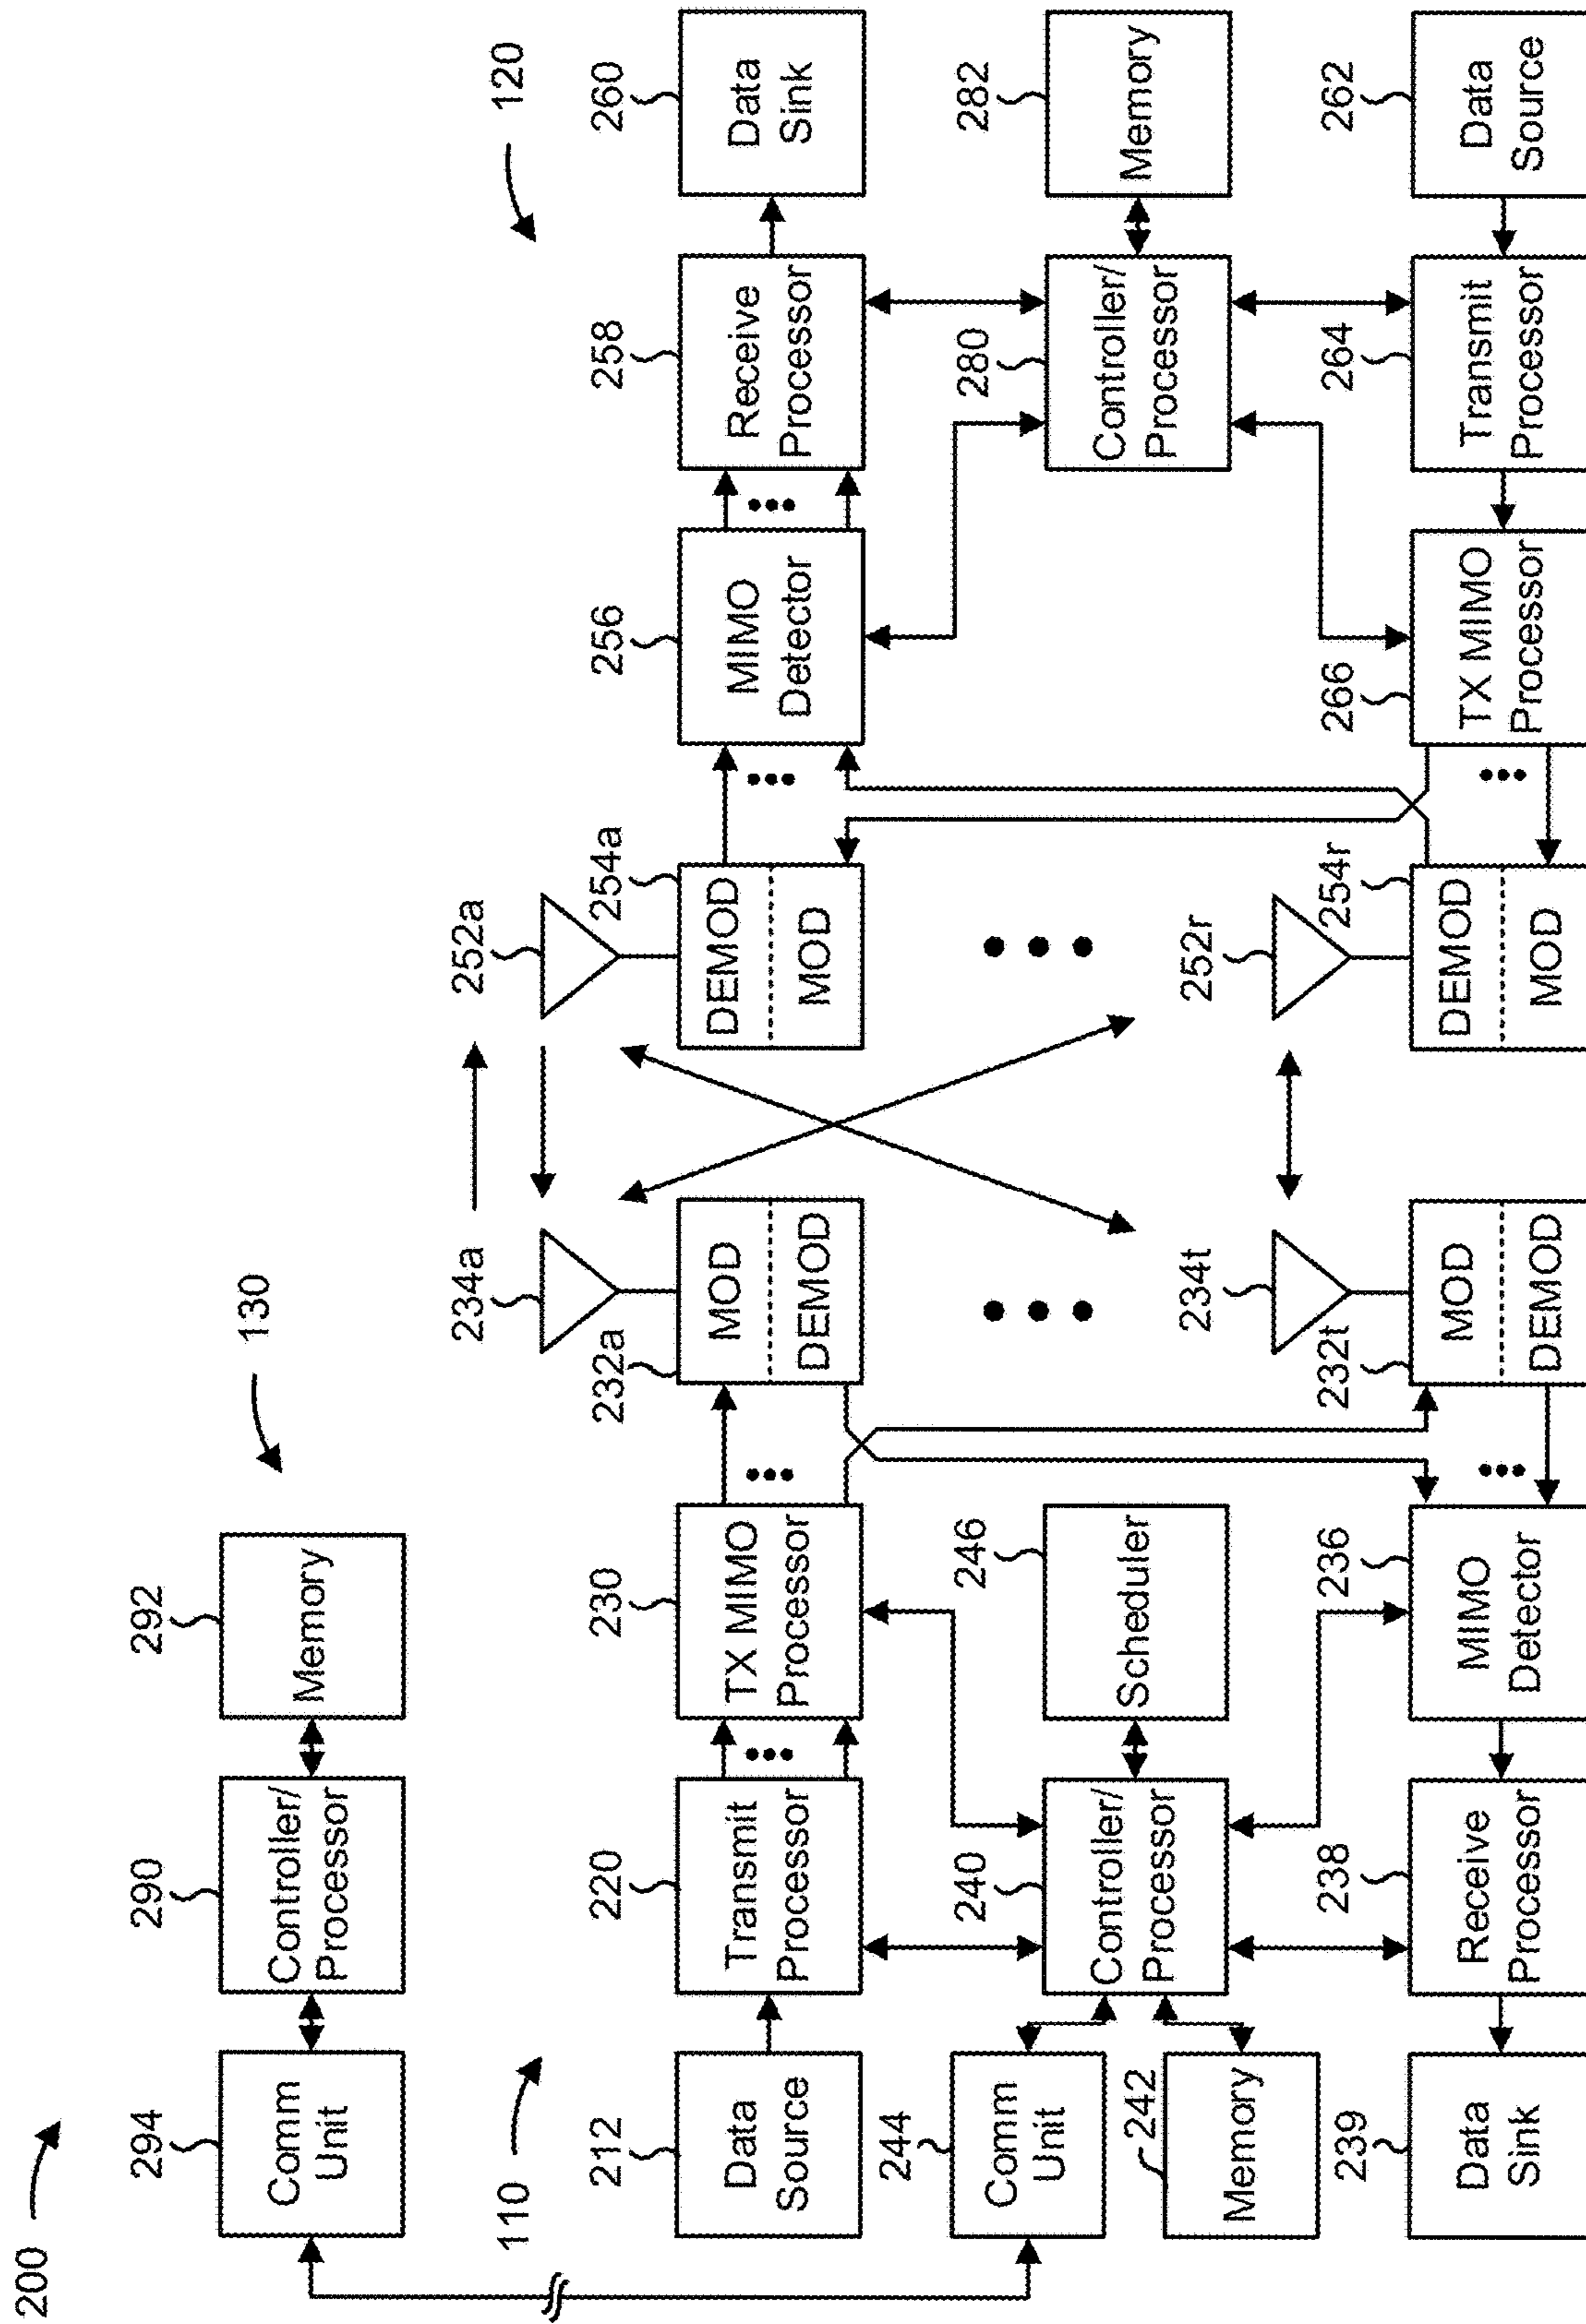 200
130
294
Comm
Unit
290
Controller/
Processor
292
Memory
110
120
212
Data
Source
220
Transmit
Processor
230
TX MIMO
Processor
232a
MOD
DEMOD
234a
252a
254a
DEMOD
MOD
256
MIMO
Detector
258
Receive
Processor
260
Data
Sink
244
Comm
Unit
242
Memory
240
Controller/
Processor
246
Scheduler
280
Controller/
Processor
282
Memory
239
Data
Sink
238
Receive
Processor
236
MIMO
Detector
232t
MOD
DEMOD
234t
252r
254r
DEMOD
MOD
266
TX MIMO
Processor
264
Transmit
Processor
262
Data
Source